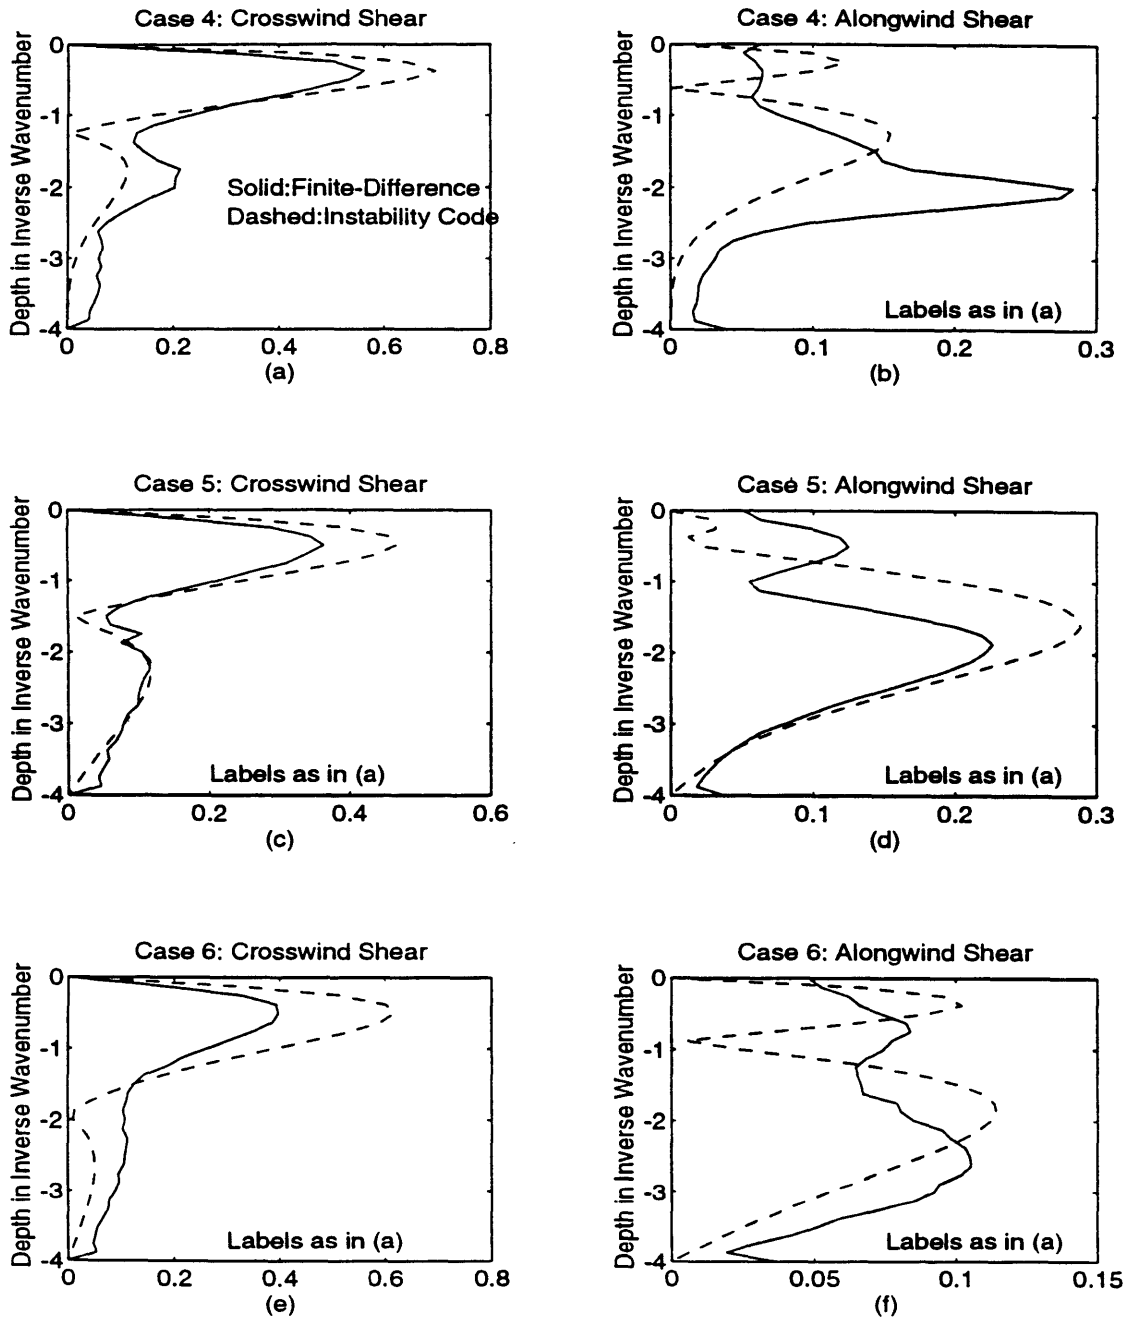 Case 4: Crosswind Shear
Depth in Inverse Wavenumber
0
-1
-2
-3
-4
Solid:Finite-Difference
Dashed:Instability Code
0 0.2 0.4 0.6 0.8
(a)
Case 4: Alongwind Shear
Depth in Inverse Wavenumber
0
-1
-2
-3
-4
Labels as in (a)
0 0.1 0.2 0.3
(b)
Case 5: Crosswind Shear
Depth in Inverse Wavenumber
0
-1
-2
-3
-4
Labels as in (a)
0 0.2 0.4 0.6
(c)
Case 5: Alongwind Shear
Depth in Inverse Wavenumber
0
-1
-2
-3
-4
Labels as in (a)
0 0.1 0.2 0.3
(d)
Case 6: Crosswind Shear
Depth in Inverse Wavenumber
0
-1
-2
-3
-4
Labels as in (a)
0 0.2 0.4 0.6 0.8
(e)
Case 6: Alongwind Shear
Depth in Inverse Wavenumber
0
-1
-2
-3
-4
Labels as in (a)
0 0.05 0.1 0.15
(f)